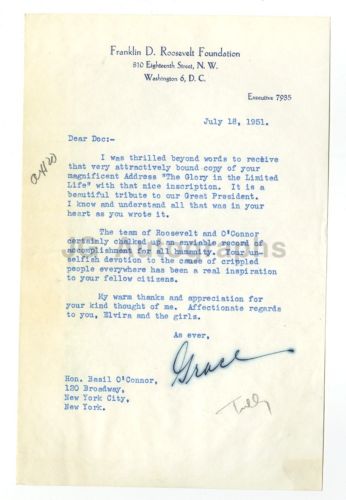 Franklin D. Roosevelt Foundation
810 Eighteenth Street, N. W.
Washington 6, D. C.
Executive 7935
July 18, 1951.
Dear Doc:-
I was thrilled beyond words to receive
that very attractively bound copy of your
magnificent Address "The Glory in the Limited
Life" with that nice inscription. It is a
beautiful tribute to our Great President.
I know and understand all that was in your
heart as you wrote it.
The team of Roosevelt and O'Connor
certainly chalked up an enviable record of
accomplishment for all humanity. Your un-
selfish devotion to the cause of crippled
people everywhere has been a real inspiration
to your fellow citizens.
JG Autographs
My warm thanks and appreciation for
your kind thought of me. Affectionate regards
to you, Elvira and the girls.
As ever,
Grace
Tully
Hon. Basil O'Connor,
120 Broadway,
New York City,
New York.